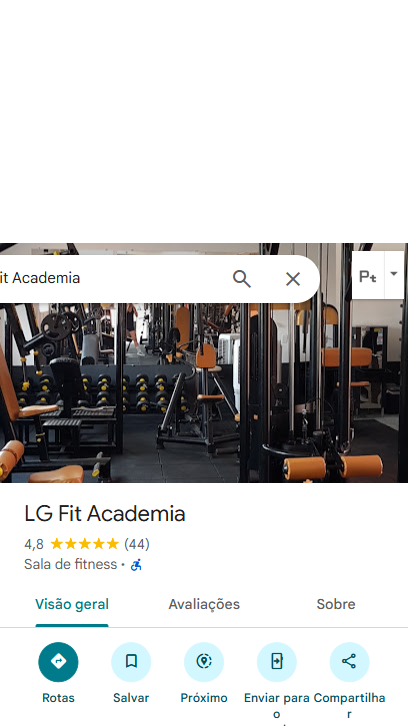 it Academia
Pt
LG Fit Academia
4,8 (44)
Sala de fitness ·
Visão geral Avaliações Sobre
Rotas Salvar Próximo Enviar para Compartilha
o r